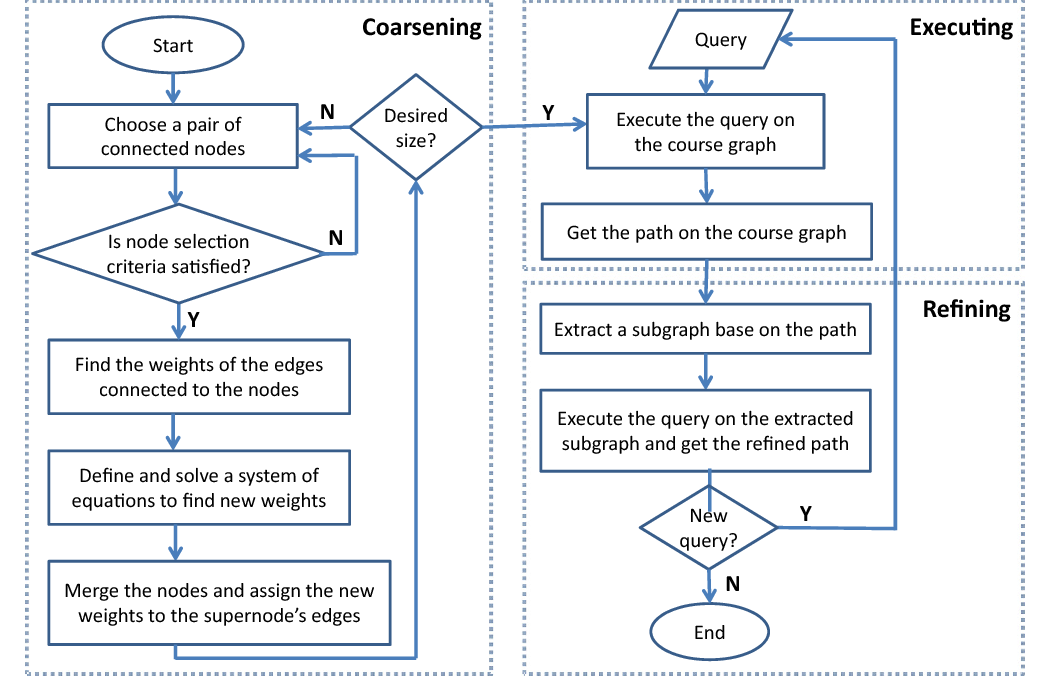 Coarsening
Start
Choose a pair of
connected nodes
N
Desired
size?
Y
Is node selection
criteria satisfied?
N
Y
Find the weights of the edges
connected to the nodes
Define and solve a system of
equations to find new weights
Merge the nodes and assign the new
weights to the supernode's edges
Executing
Query
Execute the query on
the course graph
Get the path on the course graph
Refining
Extract a subgraph base on the path
Execute the query on the extracted
subgraph and get the refined path
New
query?
Y
N
End